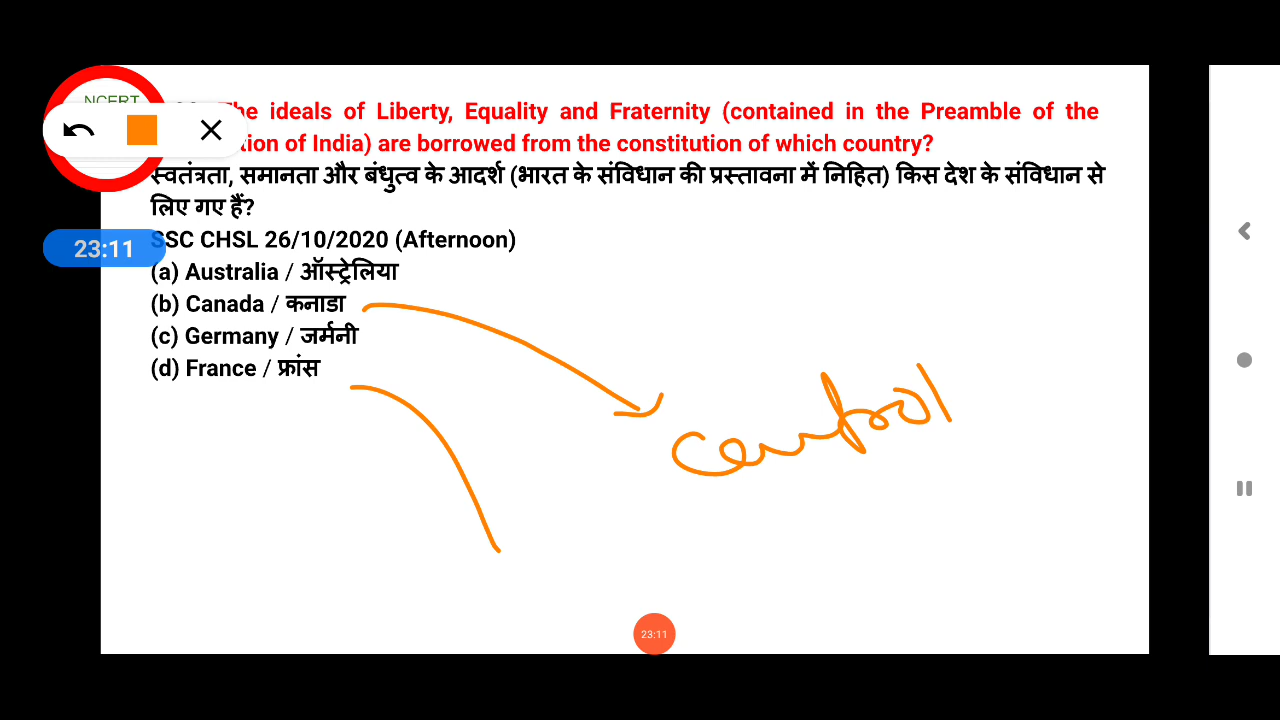 NCERT
he ideals of Liberty, Equality and Fraternity (contained in the Preamble of the
tion of India) are borrowed from the constitution of which country?
स्वतंत्रता, समानता और बंधुत्व के आदर्श (भारत के संविधान की प्रस्तावना में निहित) किस देश के संविधान से
लिए गए हैं?
SSC CHSL 26/10/2020 (Afternoon)
23:11
(a) Australia / ऑस्ट्रेलिया
(b) Canada / कनाडा
(c) Germany / जर्मनी
(d) France / फ्रांस
23:11